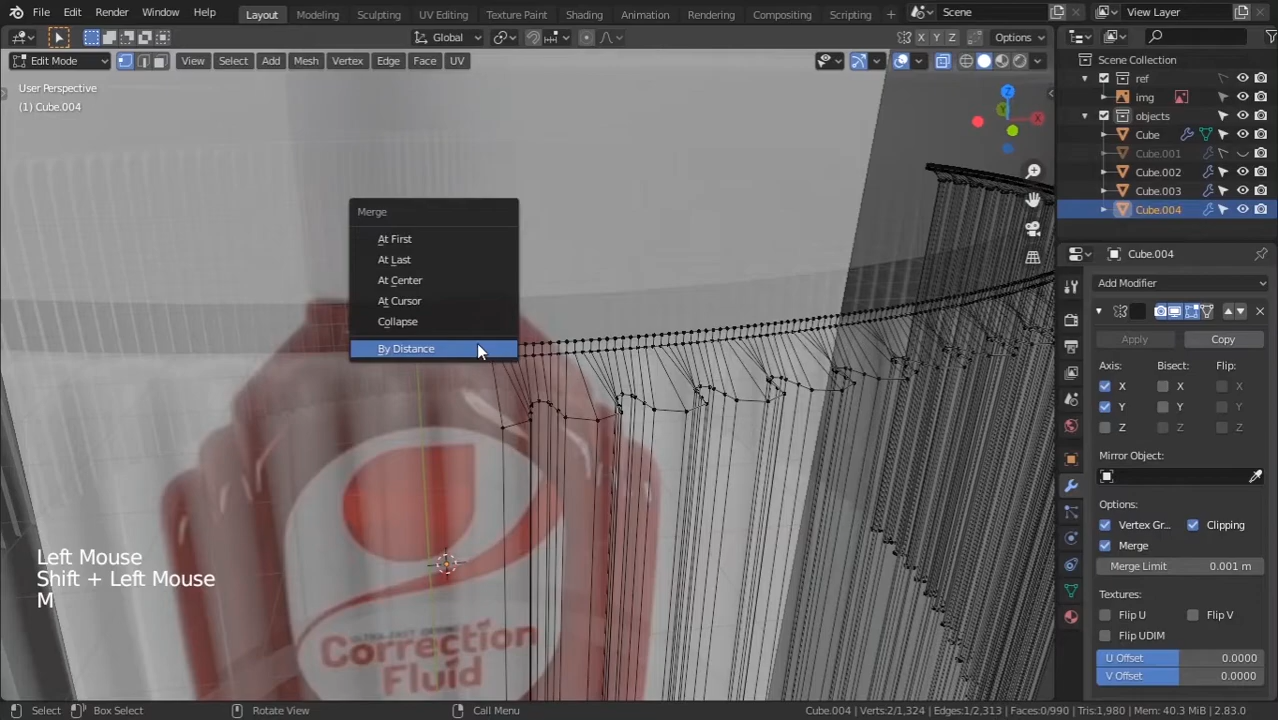 File Edit Render Window Help Layout Modeling Sculpting UV Editing Texture Paint Shading Animation Rendering Compositing Scripting + Scene View Layer
Global X Y Z Options
Edit Mode View Select Add Mesh Vertex Edge Face UV
User Perspective
(1) Cube.004
Z
Y
X
Scene Collection
ref
img
objects
Cube
Cube.001
Cube.002
Cube.003
Cube.004
Merge
At First
At Last
At Center
At Cursor
Collapse
By Distance
Cube.004
Add Modifier
Apply Copy
Axis: Bisect: Flip:
X X X
Y Y Y
Z Z Z
Mirror Object:
Options:
Vertex Gr... Clipping
Merge
Merge Limit 0.001 m
Textures:
Flip U Flip V
Flip UDIM
U Offset 0.0000
V Offset 0.0000
ULTRA-FAST DRYING
Correction
Fluid
Left Mouse
Shift + Left Mouse
M
Select Box Select Rotate View Call Menu Cube.004 | Verts:2/1,324 | Edges:1/2,313 | Faces:0/990 | Tris:1,980 | Mem: 40.3 MiB | 2.83.0